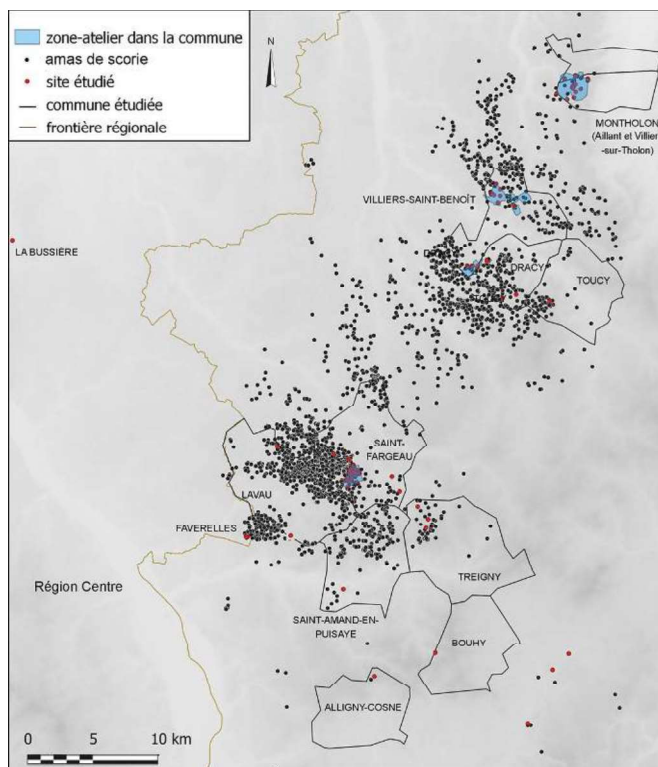 zone-atelier dans la commune
amas de scorie
site étudié
commune étudiée
frontière régionale
N
MONTHOLON
(Aillant et Villiers
-sur-Tholon)
VILLIERS-SAINT-BENOÎT
LA BUSSIÈRE
DRACY
TOUCY
SAINT-
FARGEAU
LAVAU
FAVERELLES
Région Centre
TREIGNY
SAINT-AMAND-EN-
PUISAYE
BOUHY
ALLIGNY-COSNE
0 5 10 km